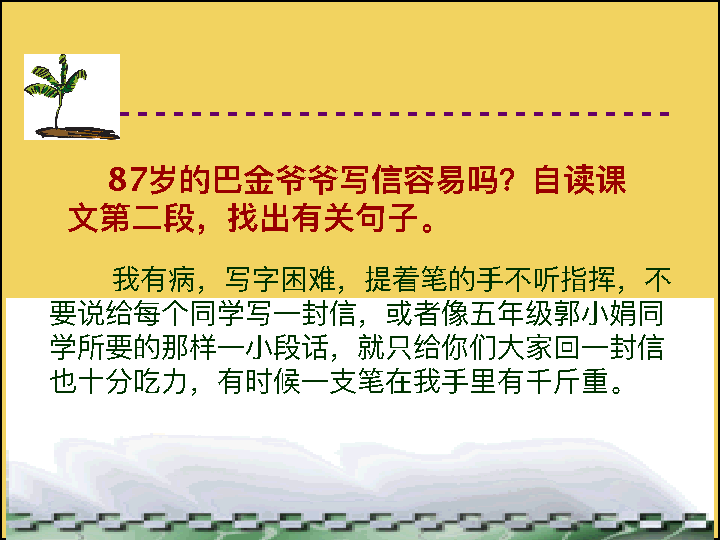 87岁的巴金爷爷写信容易吗？自读课
文第二段，找出有关句子。
我有病，写字困难，提着笔的手不听指挥，不
要说给每个同学写一封信，或者像五年级郭小娟同
学所要的那样一小段话，就只给你们大家回一封信
也十分吃力，有时候一支笔在我手里有千斤重。